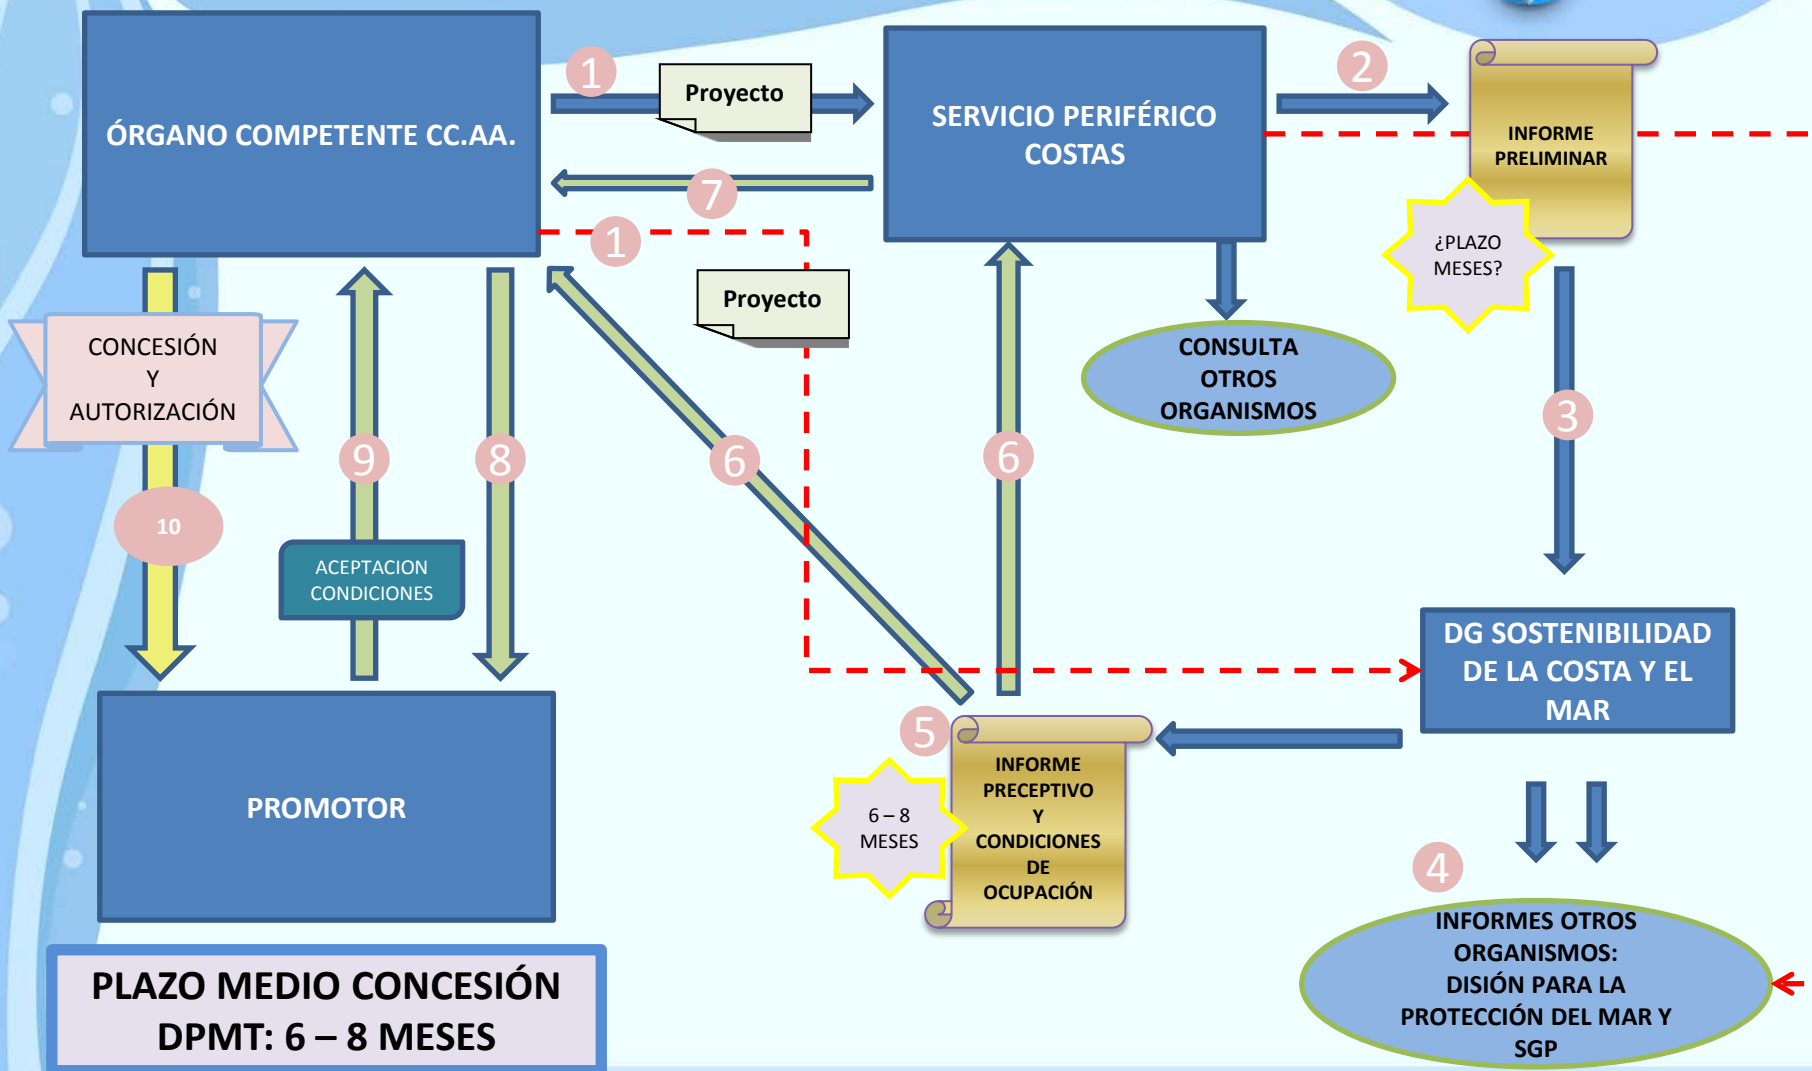 ÓRGANO COMPETENTE CC.AA.
1
Proyecto
SERVICIO PERIFÉRICO
COSTAS
2
INFORME
PRELIMINAR
7
1
Proyecto
¿PLAZO
MESES?
CONCESIÓN
Y
AUTORIZACIÓN
CONSULTA
OTROS
ORGANISMOS
3
9
8
6
6
10
ACEPTACION
CONDICIONES
DG SOSTENIBILIDAD
DE LA COSTA Y EL
MAR
5
INFORME
PRECEPTIVO
Y
CONDICIONES
DE
OCUPACIÓN
6 – 8
MESES
PROMOTOR
4
INFORMES OTROS
ORGANISMOS:
DISIÓN PARA LA
PROTECCIÓN DEL MAR Y
SGP
PLAZO MEDIO CONCESIÓN
DPMT: 6 – 8 MESES